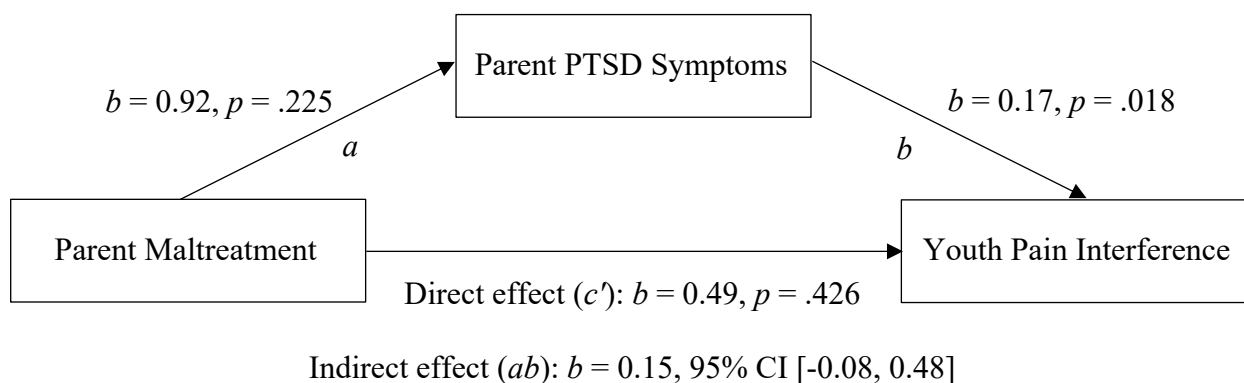 Parent PTSD Symptoms
b = 0.92, p = .225
b = 0.17, p = .018
a
b
Parent Maltreatment
Youth Pain Interference
Direct effect (c'): b = 0.49, p = .426
Indirect effect (ab): b = 0.15, 95% CI [-0.08, 0.48]